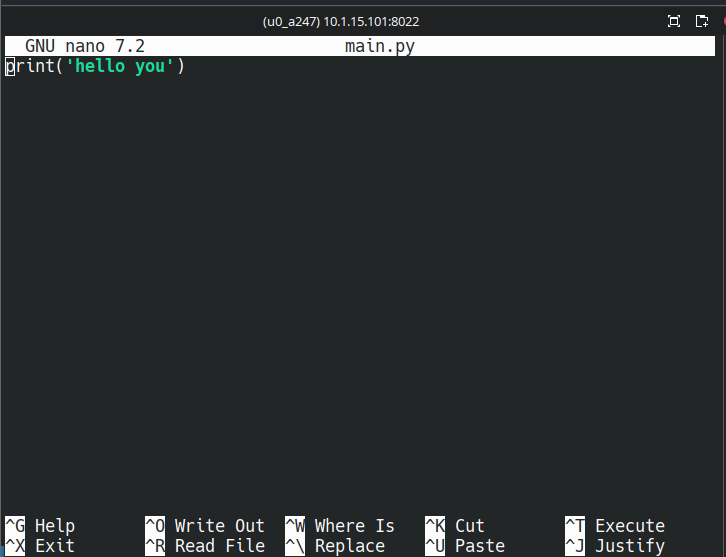 (u0_a247) 10.1.15.101:8022
GNU nano 7.2 main.py
print('hello you')
^G Help ^O Write Out ^W Where Is ^K Cut ^T Execute
^X Exit ^R Read File ^\ Replace ^U Paste ^J Justify